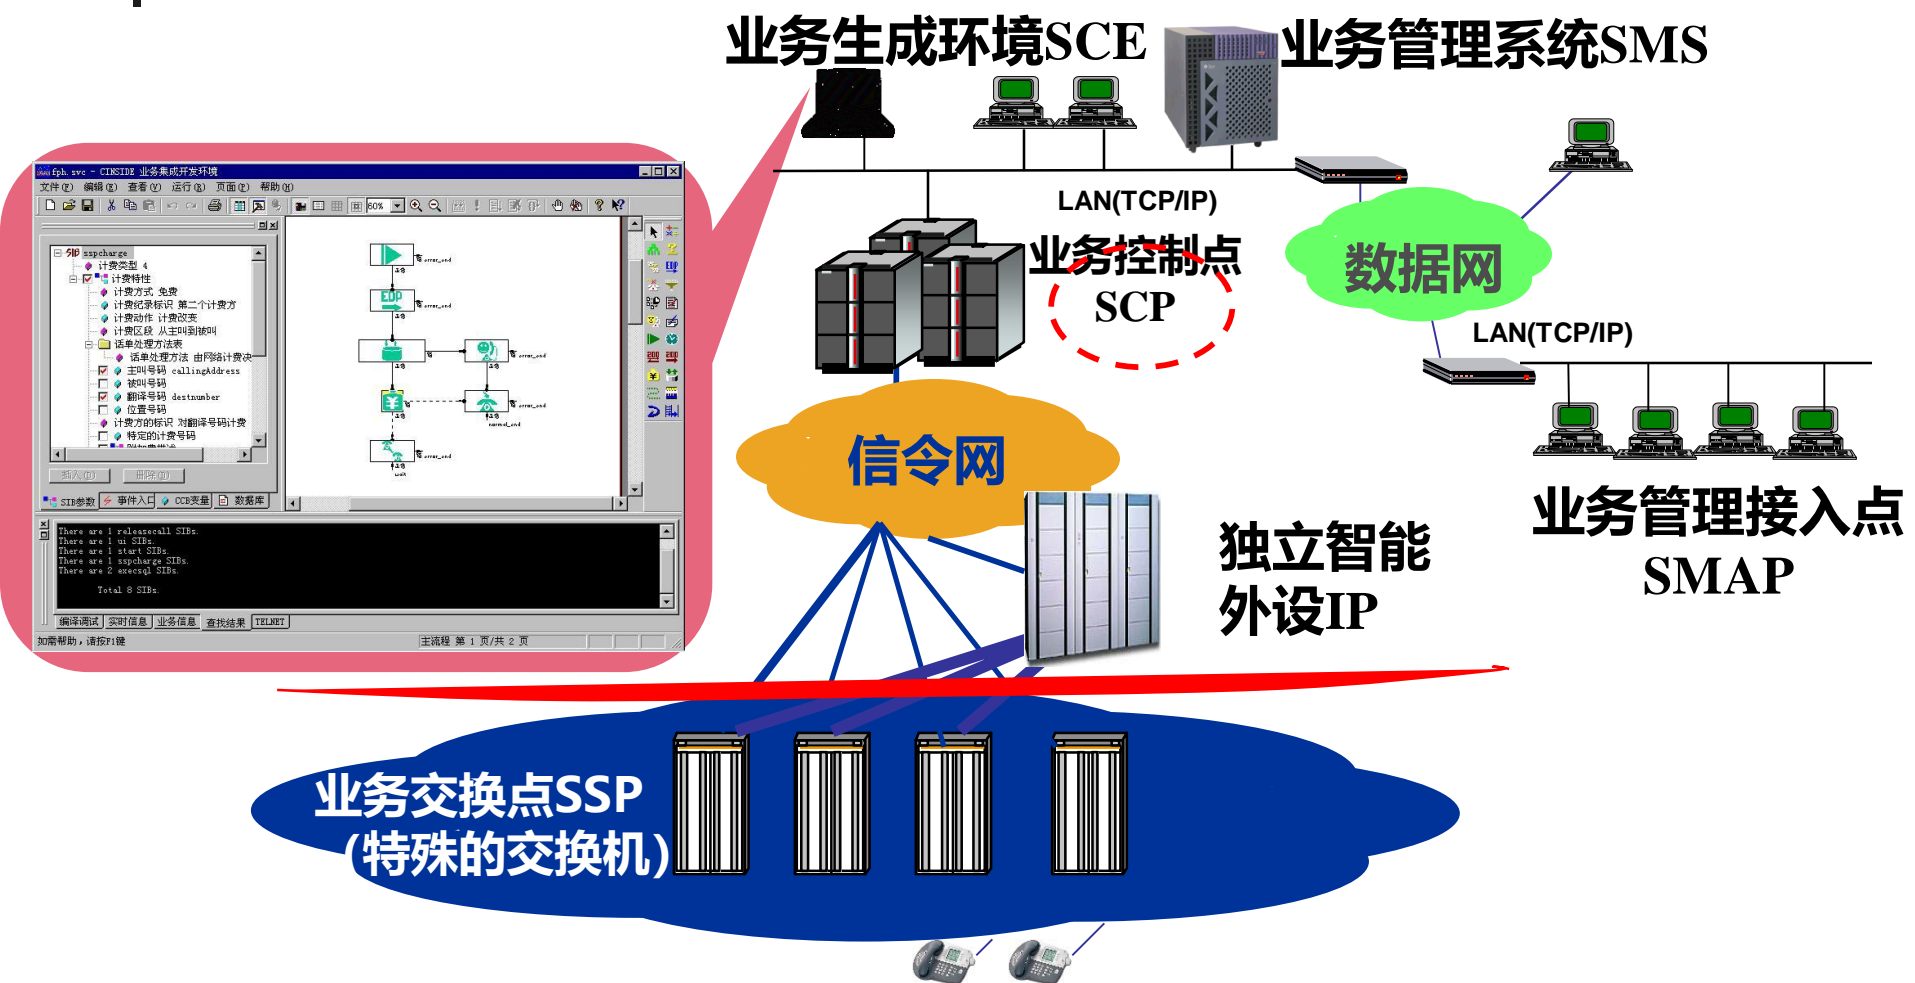 业务生成环境SCE
业务管理系统SMS
LAN(TCP/IP)
业务控制点
SCP
数据网
LAN(TCP/IP)
信令网
独立智能
外设IP
业务管理接入点
SMAP
业务交换点SSP
（特殊的交换机）
fph.svc - CINSIDE 业务集成开发环境
文件(F) 编辑(E) 查看(V) 运行(R) 页面(P) 帮助(H)
60%
SIB sspcharge
计费类型 4
计费特性
计费方式 免费
计费纪录标识 第二个计费方
计费动作 计费改变
计费区段 从主叫到被叫
话单处理方法表
话单处理方法 由网络计费决
主叫号码 callingAddress
被叫号码
翻译号码 destnumber
位置号码
计费方的标识 对翻译号码计费
特定的计费号码
插入(I) 删除(D)
SIB参数 事件入口 CCB变量 数据库
error_end
EDP
error_end
error_end
error_end
normal_end
error_end
wait
There are 1 releasecall SIBs.
There are 1 ui SIBs.
There are 1 start SIBs.
There are 1 sspcharge SIBs.
There are 2 execsql SIBs.
Total 8 SIBs.
编译调试 实时信息 业务信息 查找结果 TELNET
如需帮助，请按F1键
主流程 第 1 页/共 2 页